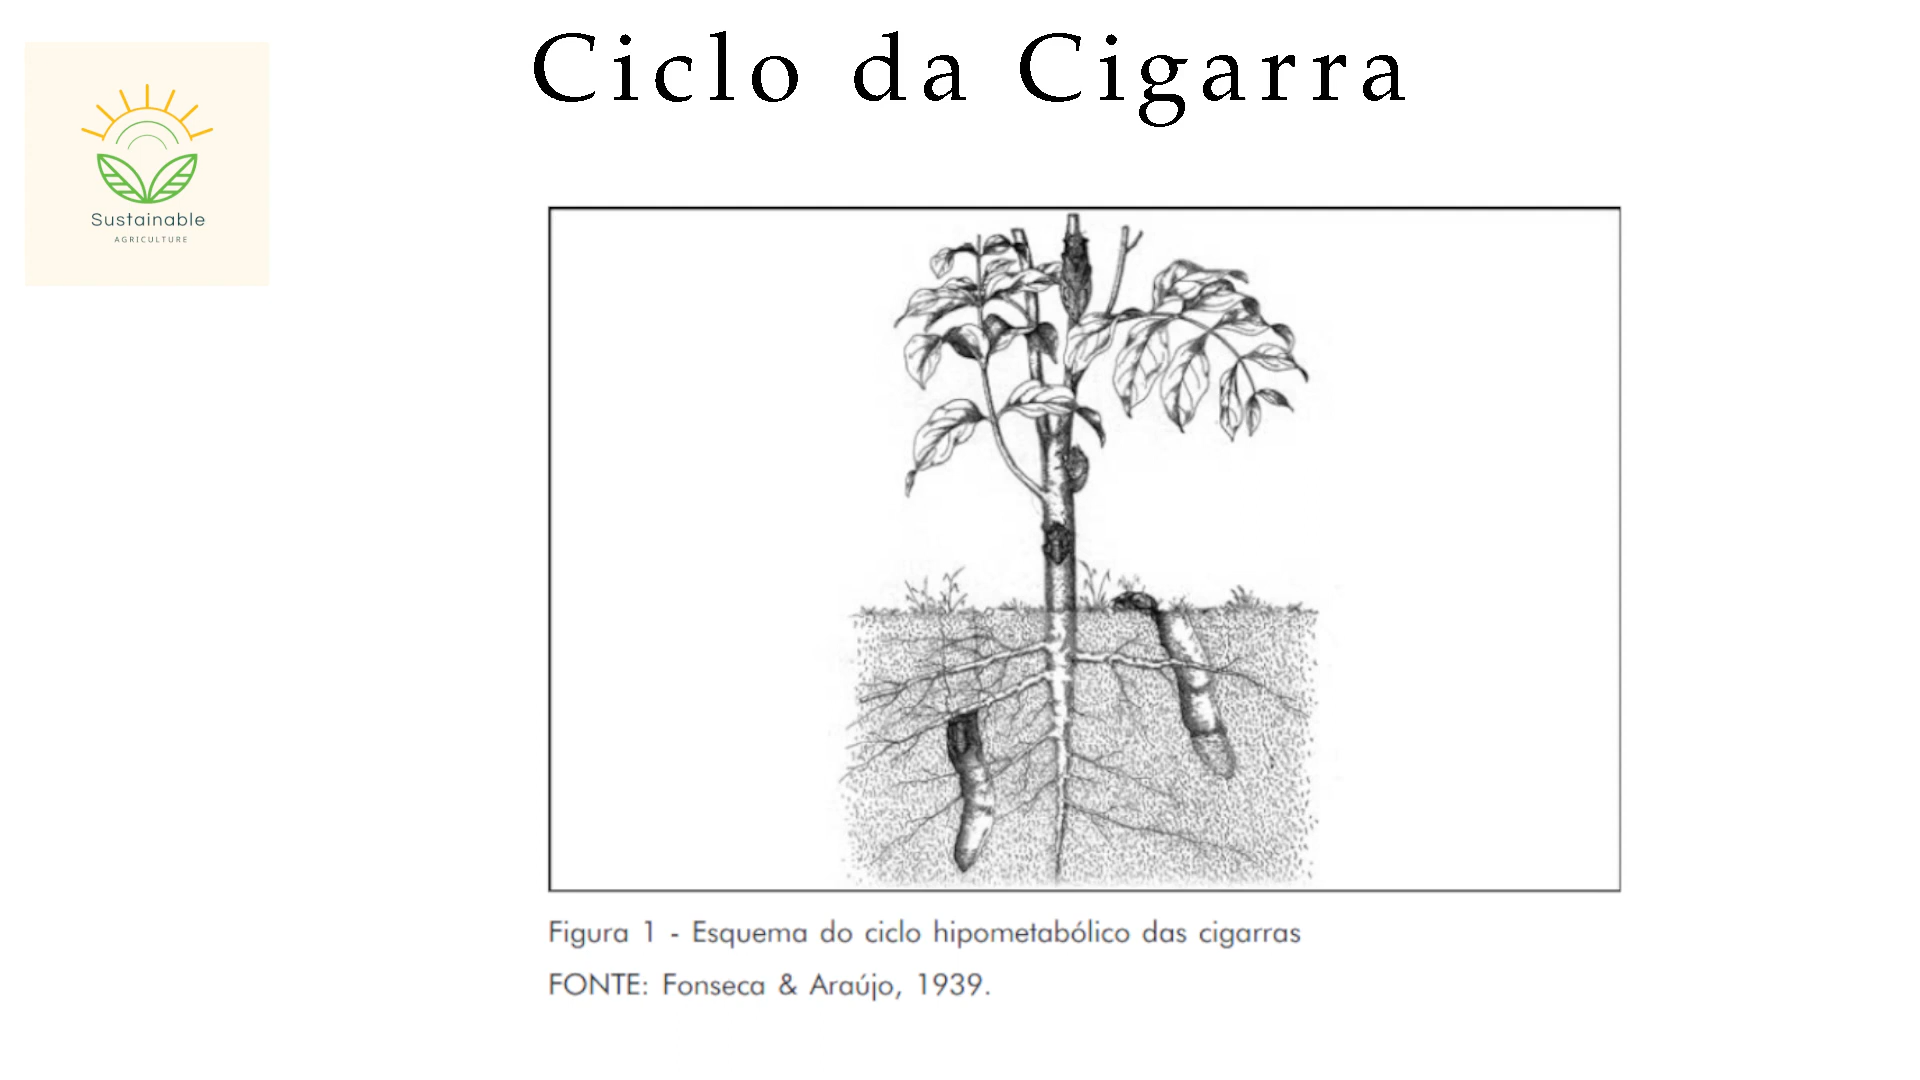 Ciclo da Cigarra
Sustainable
AGRICULTURE
Figura 1 - Esquema do ciclo hipometabólico das cigarras
FONTE: Fonseca & Araújo, 1939.